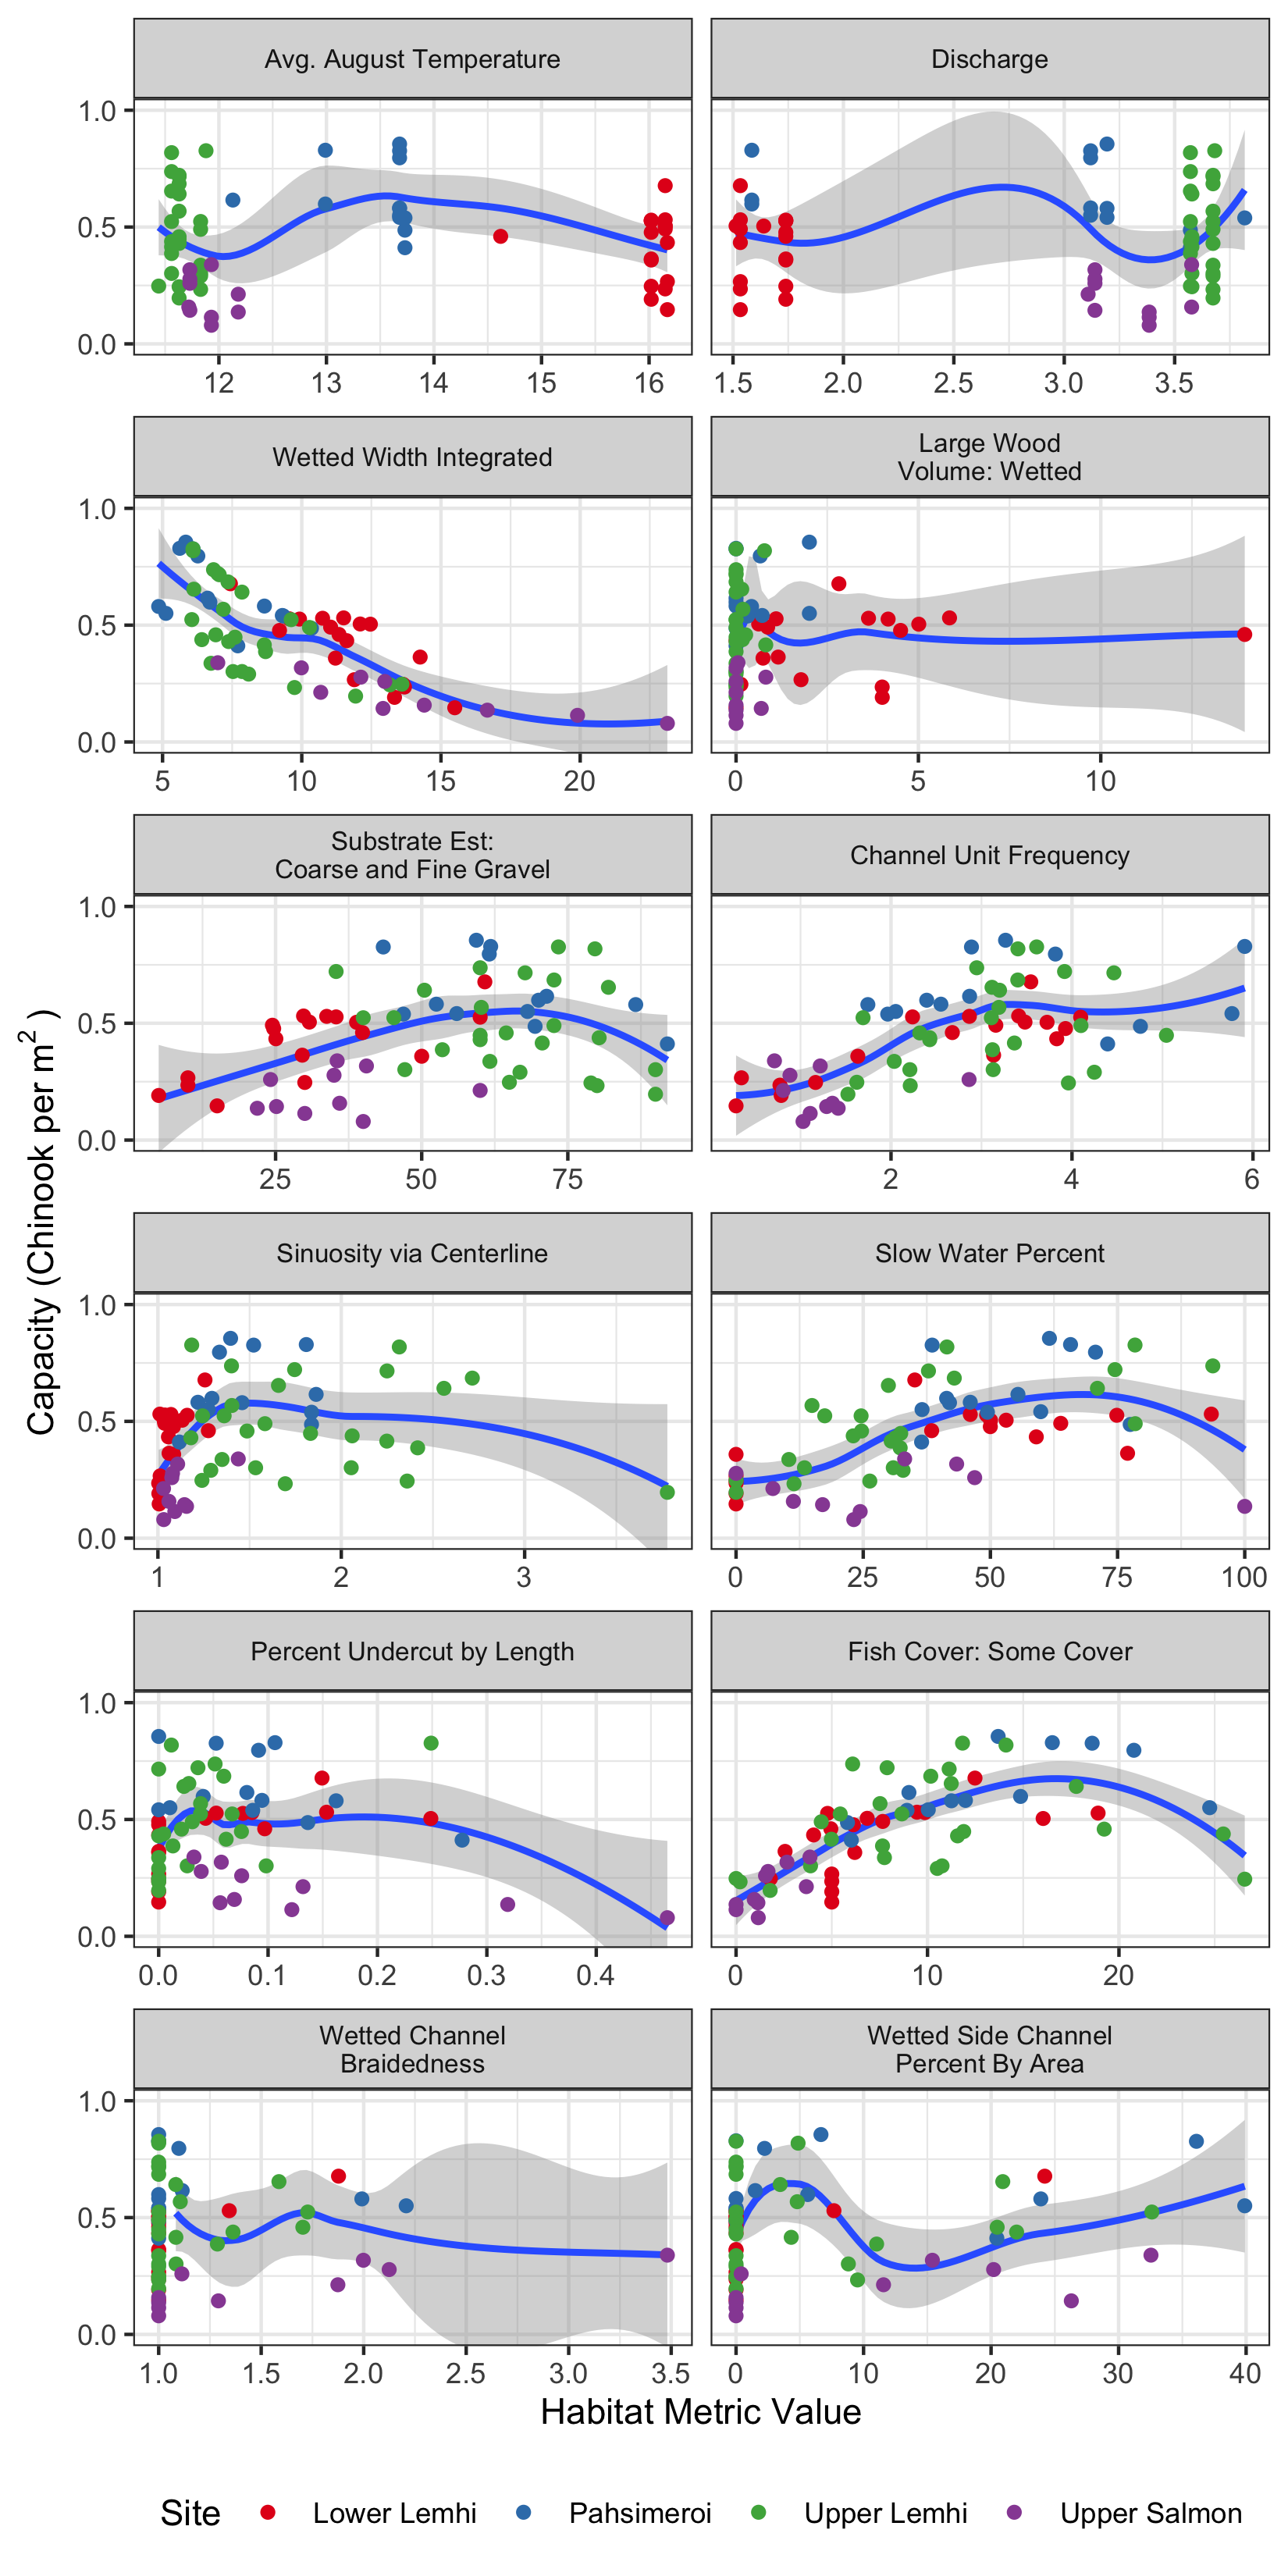 Avg. August Temperature
Discharge
1.0
0.5
0.0
12 13 14 15 16
1.5 2.0 2.5 3.0 3.5
Wetted Width Integrated
Large Wood
Volume: Wetted
1.0
0.5
0.0
5 10 15 20
0 5 10
Substrate Est:
Coarse and Fine Gravel
Channel Unit Frequency
1.0
0.5
0.0
25 50 75
2 4 6
Sinuosity via Centerline
Slow Water Percent
1.0
0.5
0.0
1 2 3
0 25 50 75 100
Percent Undercut by Length
Fish Cover: Some Cover
1.0
0.5
0.0
0.0 0.1 0.2 0.3 0.4
0 10 20
Wetted Channel
Braidedness
Wetted Side Channel
Percent By Area
1.0
0.5
0.0
1.0 1.5 2.0 2.5 3.0 3.5
0 10 20 30 40
Capacity (Chinook per m²)
Habitat Metric Value
Site Lower Lemhi Pahsimeroi Upper Lemhi Upper Salmon